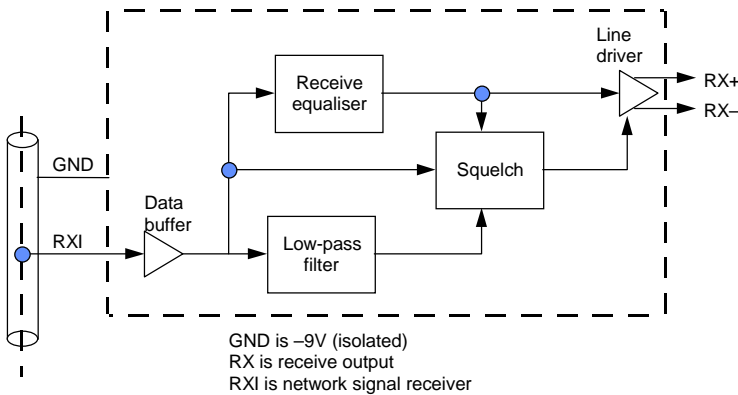 Line
driver
Receive
equaliser
RX+
RX–
GND
Squelch
Data
buffer
RXI
Low-pass
filter
GND is –9V (isolated)
RX is receive output
RXI is network signal receiver